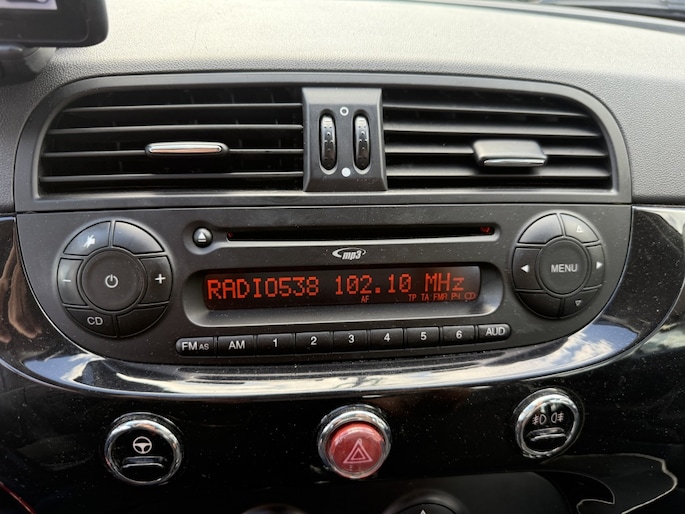 mp3
RADIO538 102.10 MHz
AF TP TA FMR P4 CD
MENU
CD
FM AS AM 1 2 3 4 5 6 AUD